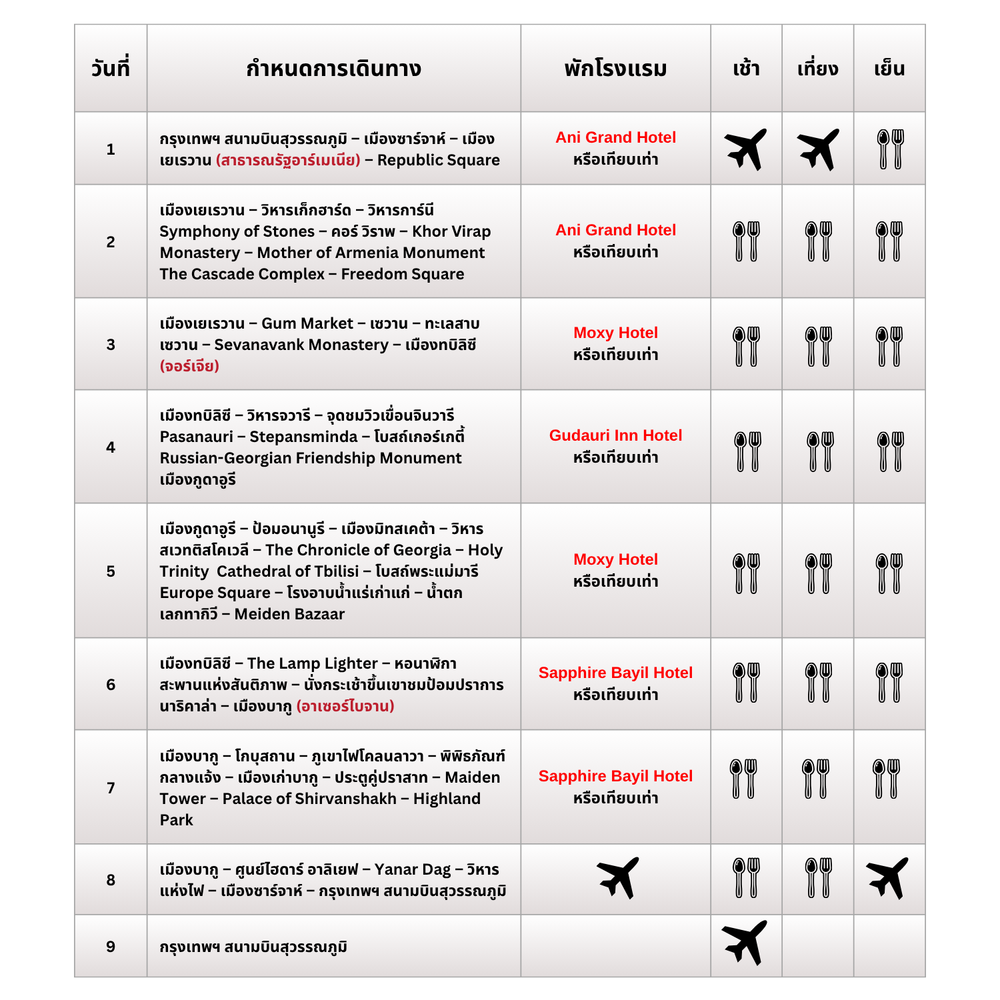 วันที่ กำหนดการเดินทาง พักโรงแรม เช้า เที่ยง เย็น
1
กรุงเทพฯ สนามบินสุวรรณภูมิ – เมืองซาร์จาห์ – เมือง
เยเรวาน (สาธารณรัฐอาร์เมเนีย) – Republic Square
Ani Grand Hotel
หรือเทียบเท่า
2
เมืองเยเรวาน – วิหารเก็กฮาร์ด – วิหารการ์นี
Symphony of Stones – คอร์ วิราพ – Khor Virap
Monastery – Mother of Armenia Monument
The Cascade Complex – Freedom Square
Ani Grand Hotel
หรือเทียบเท่า
3
เมืองเยเรวาน – Gum Market – เซวาน – ทะเลสาบ
เซวาน – Sevanavank Monastery – เมืองทบิลิซี
(จอร์เจีย)
Moxy Hotel
หรือเทียบเท่า
4
เมืองทบิลิซี – วิหารจวารี – จุดชมวิวเขื่อนจินวารี
Pasanauri – Stepansminda – โบสถ์เกอร์เกตี้
Russian-Georgian Friendship Monument
เมืองกูดาอูรี
Gudauri Inn Hotel
หรือเทียบเท่า
5
เมืองกูดาอูรี – ป้อมอนานูรี – เมืองมิทสเคต้า – วิหาร
สเวทติสโคเวลี – The Chronicle of Georgia – Holy
Trinity  Cathedral of Tbilisi – โบสถ์พระแม่มารี
Europe Square – โรงอาบน้ำแร่เก่าแก่ – น้ำตก
เลกทากิวี – Meiden Bazaar
Moxy Hotel
หรือเทียบเท่า
6
เมืองทบิลิซี – The Lamp Lighter – หอนาฬิกา
สะพานแห่งสันติภาพ – นั่งกระเช้าขึ้นเขาชมป้อมปราการ
นาริคาล่า – เมืองบากู (อาเซอร์ไบจาน)
Sapphire Bayil Hotel
หรือเทียบเท่า
7
เมืองบากู – โกบุสถาน – ภูเขาไฟโคลนลาวา – พิพิธภัณฑ์
กลางแจ้ง – เมืองเก่าบากู – ประตูคู่ปราสาท – Maiden
Tower – Palace of Shirvanshakh – Highland
Park
Sapphire Bayil Hotel
หรือเทียบเท่า
8
เมืองบากู – ศูนย์ไฮดาร์ อาลิเยฟ – Yanar Dag – วิหาร
แห่งไฟ – เมืองซาร์จาห์ – กรุงเทพฯ สนามบินสุวรรณภูมิ
9
กรุงเทพฯ สนามบินสุวรรณภูมิ